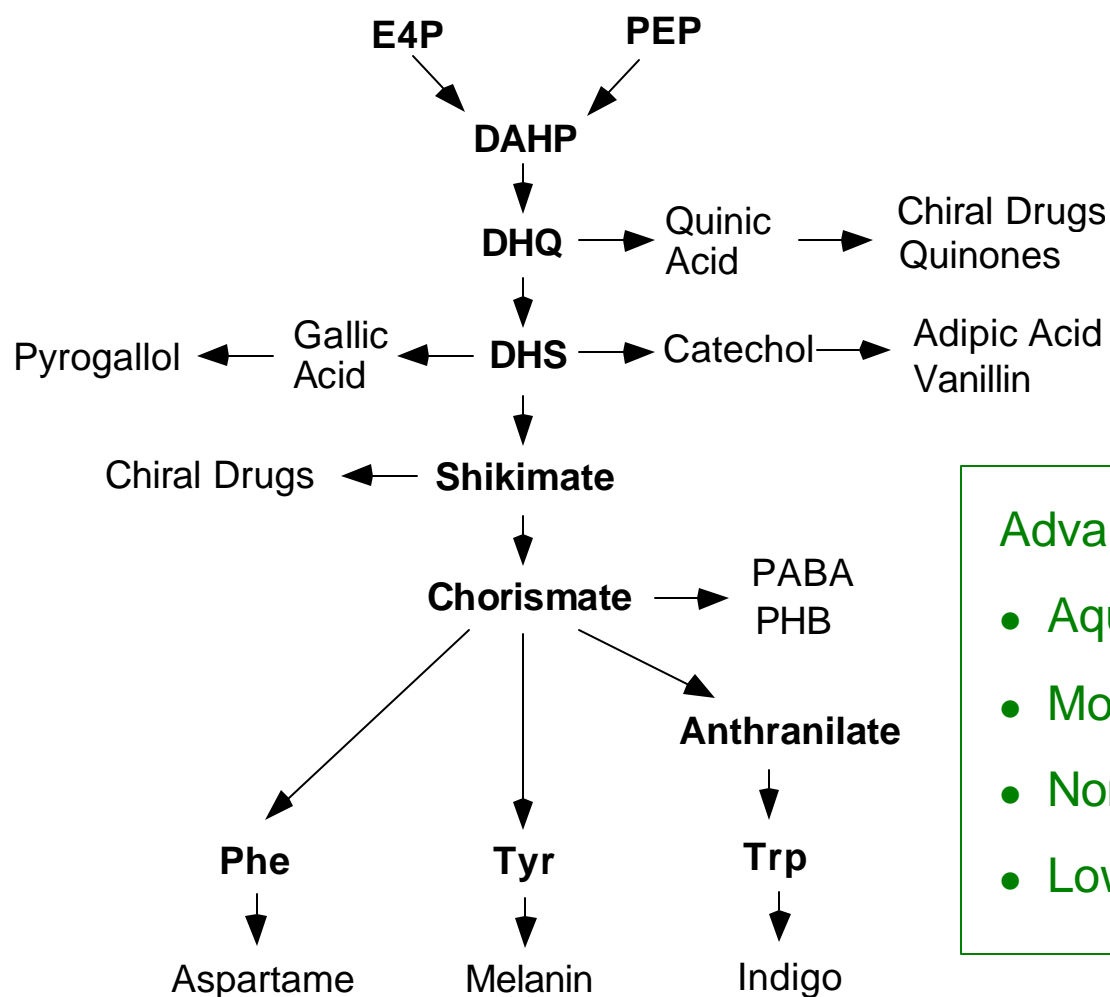 E4P PEP
DAHP
DHQ
Quinic
Acid
Chiral Drugs
Quinones
Pyrogallol
Gallic
Acid
DHS
Catechol
Adipic Acid
Vanillin
Chiral Drugs
Shikimate
Chorismate
PABA
PHB
Anthranilate
Phe Tyr Trp
Aspartame Melanin Indigo